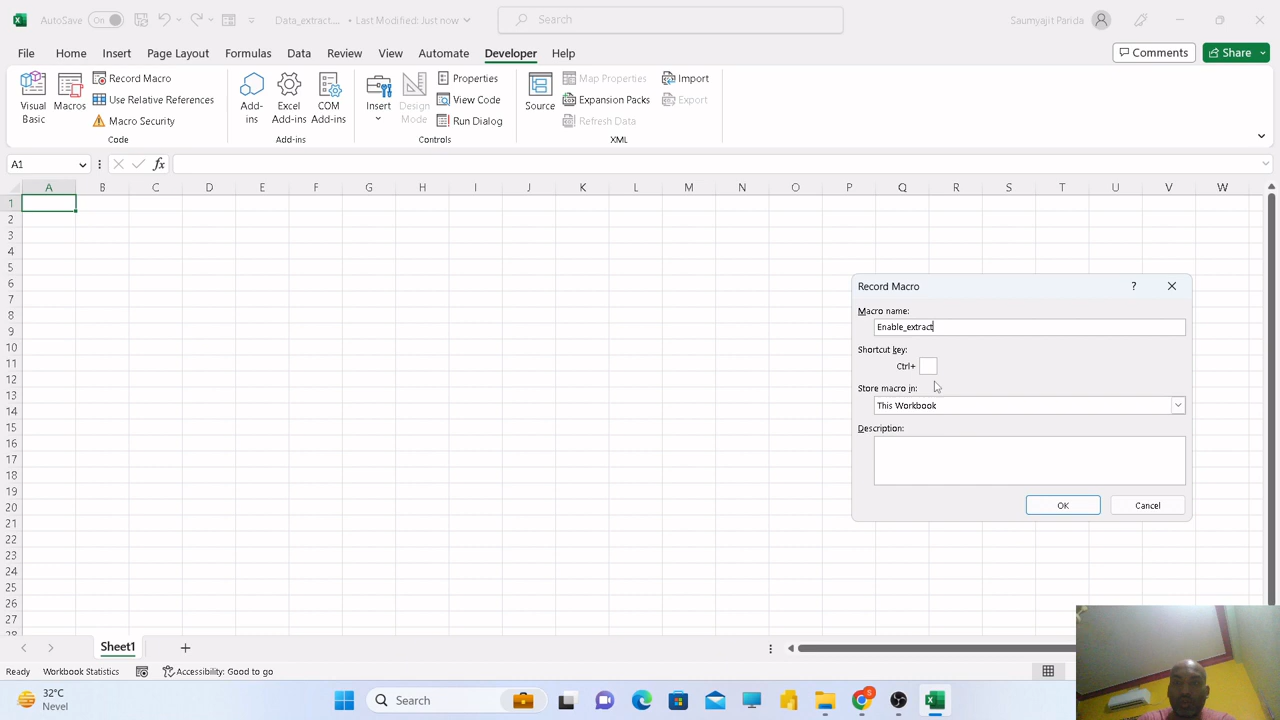 AutoSave Off Data_extract.... • Last Modified: Just now Search Saumyajit Parida
File Home Insert Page Layout Formulas Data Review View Automate Developer Help Comments Share
Visual Basic
Macros
Record Macro
Use Relative References
Macro Security
Code
Add-ins
Excel Add-ins
COM Add-ins
Add-ins
Insert
Design Mode
Properties
View Code
Run Dialog
Controls
Source
Map Properties
Expansion Packs
Refresh Data
Import
Export
XML
A1 fx
A B C D E F G H I J K L M N O P Q R S T U V W
1
2
3
4
5
6
7
8
9
10
11
12
13
14
15
16
17
18
19
20
21
22
23
24
25
26
27
28
Record Macro ?
Macro name:
Enable_extract
Shortcut key:
Ctrl+
Store macro in:
This Workbook
Description:
OK Cancel
Sheet1
Ready Workbook Statistics Accessibility: Good to go
32°C
Nevel
Search